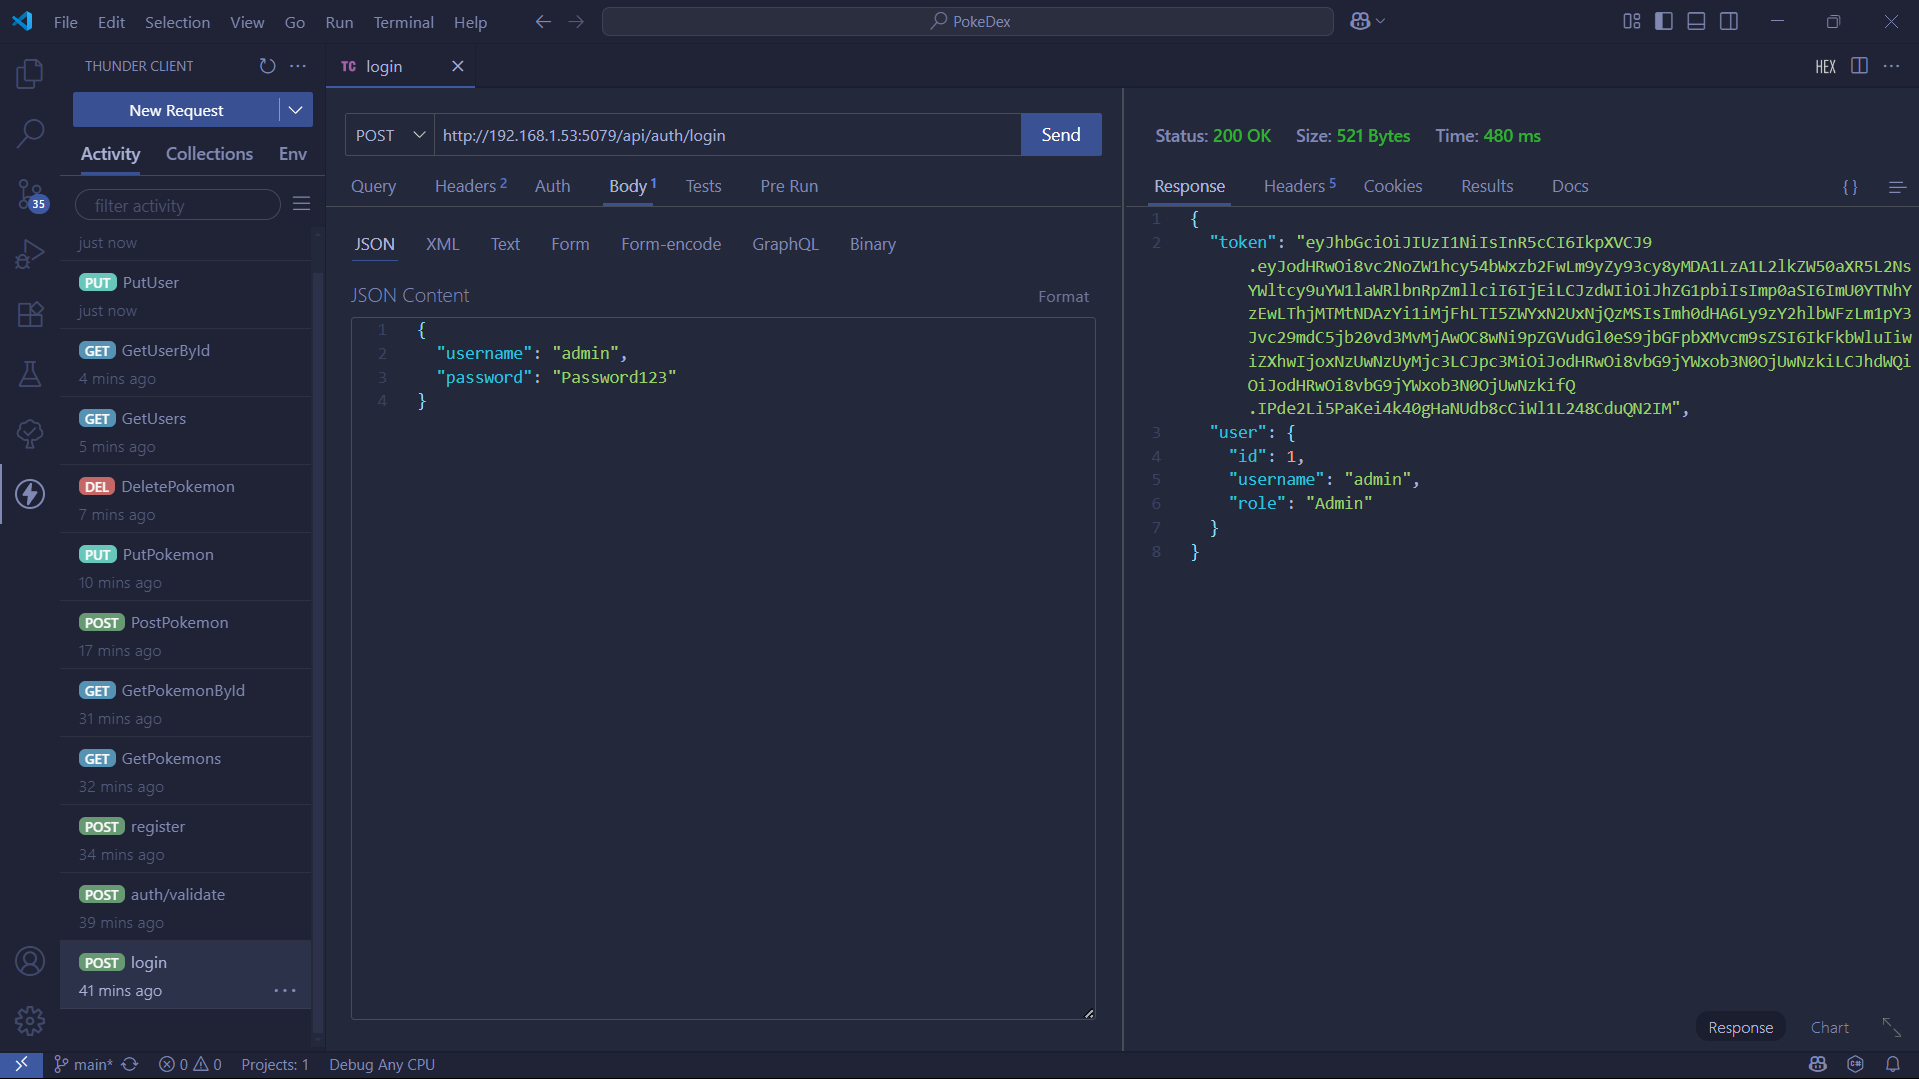 File Edit Selection View Go Run Terminal Help
PokeDex
THUNDER CLIENT
New Request
Activity Collections Env
filter activity
just now
PUT PutUser
just now
GET GetUserById
4 mins ago
GET GetUsers
5 mins ago
DEL DeletePokemon
7 mins ago
PUT PutPokemon
10 mins ago
POST PostPokemon
17 mins ago
GET GetPokemonById
31 mins ago
GET GetPokemons
32 mins ago
POST register
34 mins ago
POST auth/validate
39 mins ago
POST login
41 mins ago
35
TC login
HEX
POST http://192.168.1.53:5079/api/auth/login Send
Query Headers 2 Auth Body 1 Tests Pre Run
JSON XML Text Form Form-encode GraphQL Binary
JSON Content Format
1 {
2 "username": "admin",
3 "password": "Password123"
4 }
Status: 200 OK Size: 521 Bytes Time: 480 ms
Response Headers 5 Cookies Results Docs { }
1 {
2 "token": "eyJhbGciOiJIUzI1NiIsInR5cCI6IkpXVCJ9
.eyJodHRwOi8vc2NoZW1hcy54bWxzb2FwLm9yZy93cy8yMDA1LzA1L2lkZW50aXR5L2Ns
YWltcy9uYW1laWRlbnRpZmllciI6IjEiLCJzdWIiOiJhZG1pbiIsImp0aSI6ImU0YTNhY
zEwLThjMTMtNDAzYi1iMjFhLTI5ZWYxN2UxNjQzMSIsImh0dHA6Ly9zY2hlbWFzLm1pY3
Jvc29mdC5jb20vd3MvMjAwOC8wNi9pZGVudGl0eS9jbGFpbXMvcm9sZSI6IkFkbWluIiw
iZXhwIjoxNzUwNzUyMjc3LCJpc3MiOiJodHRwOi8vbG9jYWxob3N0OjUwNzkiLCJhdWQi
OiJodHRwOi8vbG9jYWxob3N0OjUwNzkifQ
.IPde2Li5PaKei4k40gHaNUdb8cCiWl1L248CduQN2IM",
3 "user": {
4 "id": 1,
5 "username": "admin",
6 "role": "Admin"
7 }
8 }
Response Chart
main* 0 0 Projects: 1 Debug Any CPU